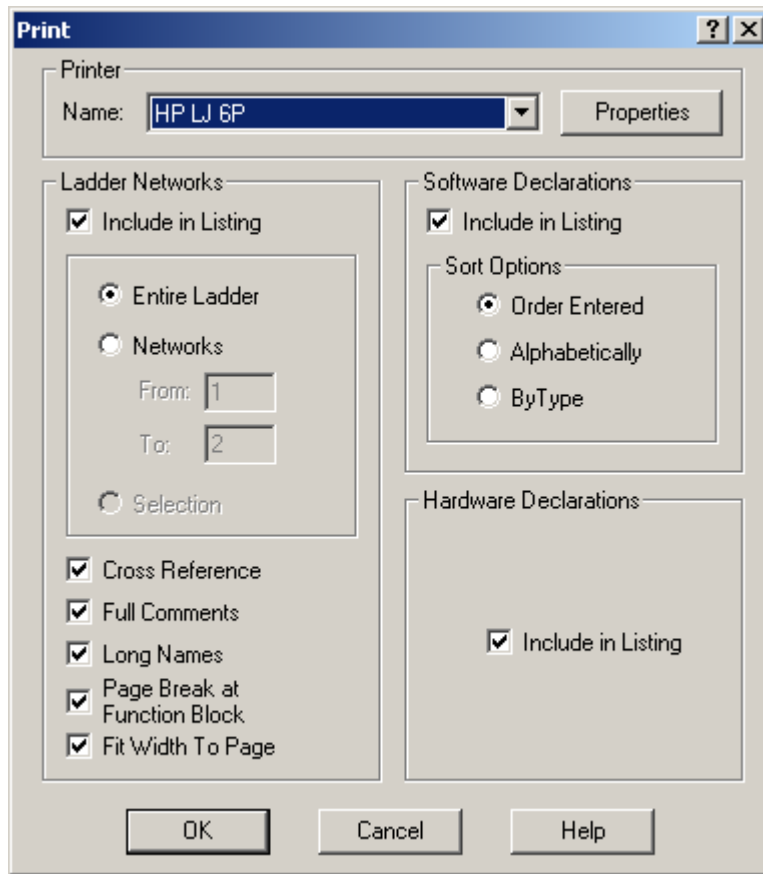 Print
Printer
Name: HP LJ 6P Properties
Ladder Networks
Include in Listing
Entire Ladder
Networks
From: 1
To: 2
Selection
Cross Reference
Full Comments
Long Names
Page Break at
Function Block
Fit Width To Page
Software Declarations
Include in Listing
Sort Options
Order Entered
Alphabetically
ByType
Hardware Declarations
Include in Listing
OK Cancel Help